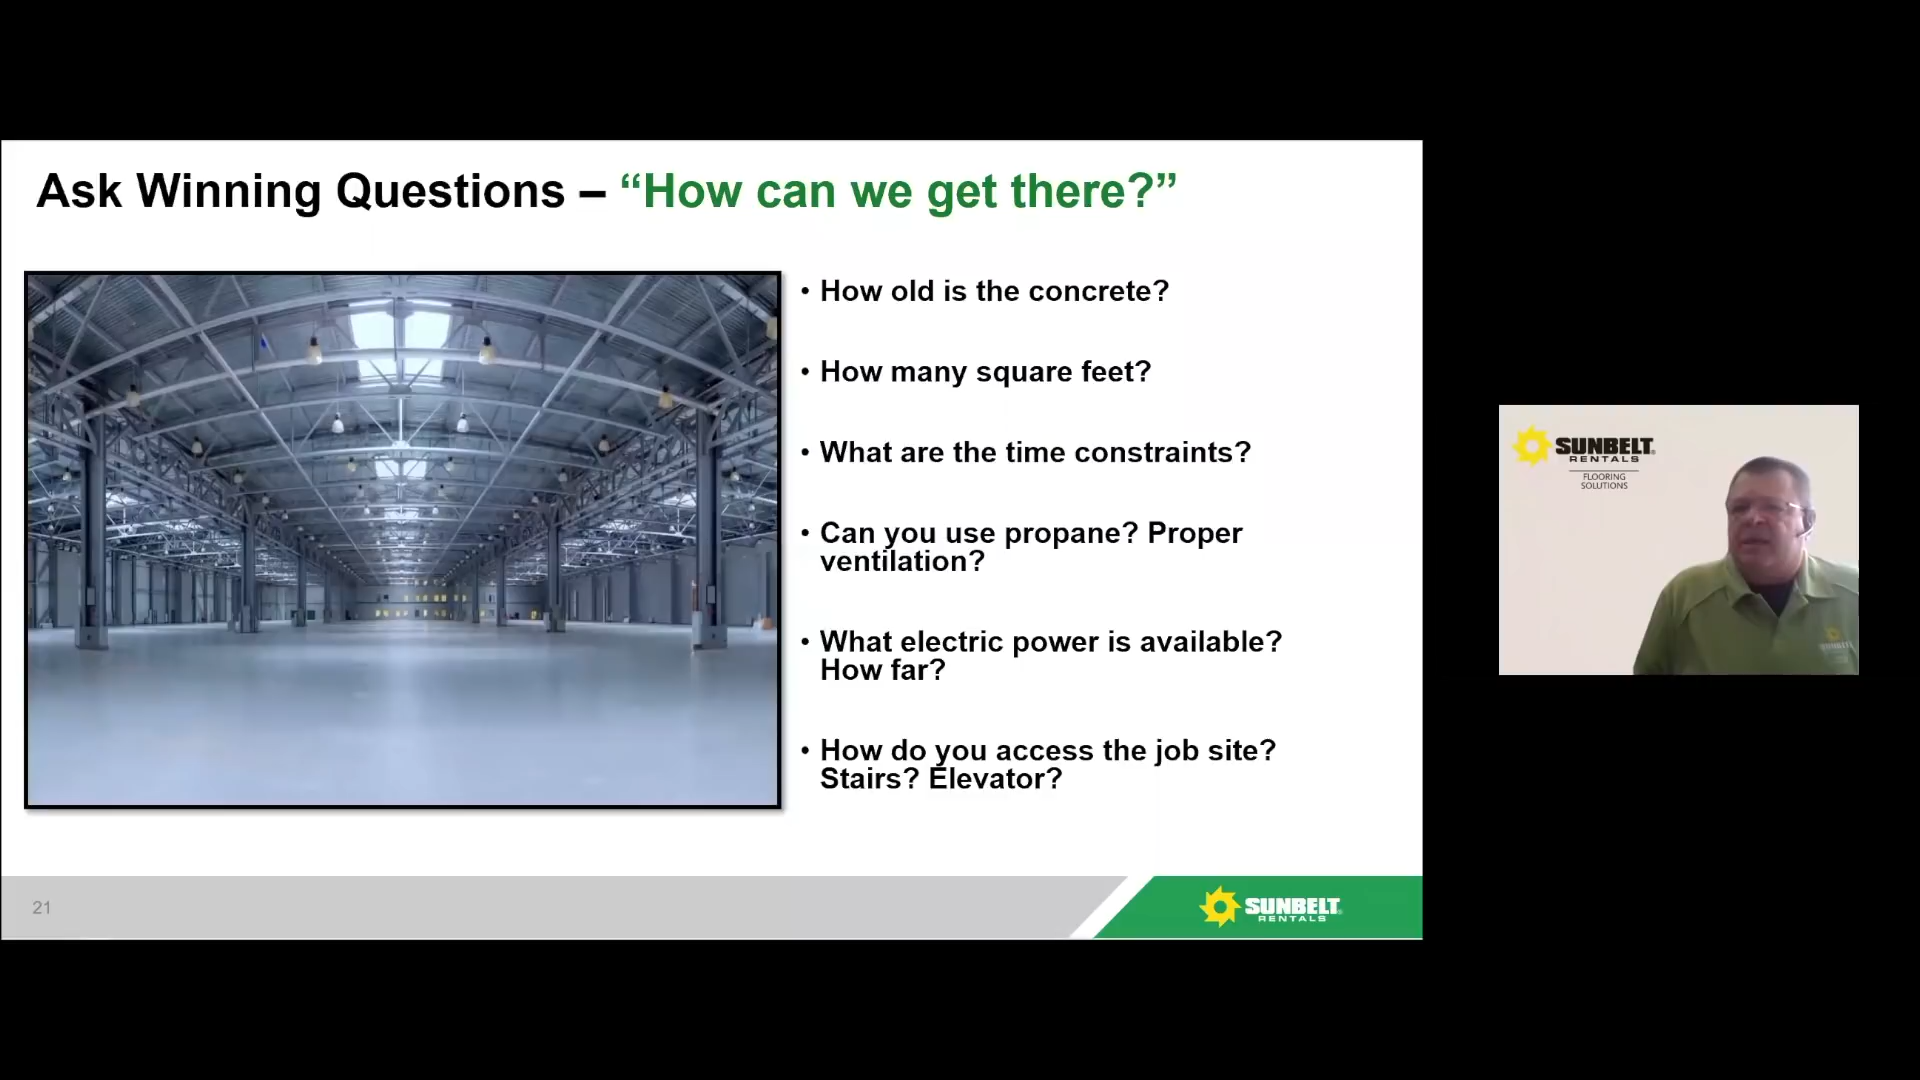 Ask Winning Questions – “How can we get there?”
• How old is the concrete?
• How many square feet?
• What are the time constraints?
• Can you use propane? Proper
ventilation?
• What electric power is available?
How far?
• How do you access the job site?
Stairs? Elevator?
21
SUNBELT
RENTALS
SUNBELT
RENTALS
FLOORING
SOLUTIONS
SUNBELT